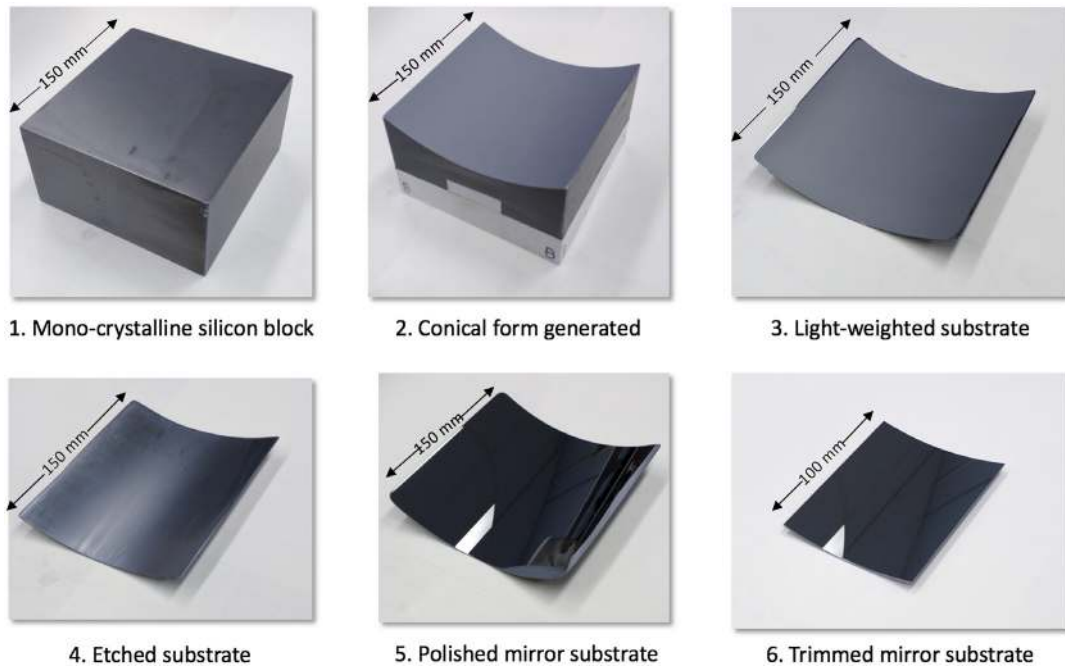 150 mm
150 mm
150 mm
1. Mono-crystalline silicon block
2. Conical form generated
3. Light-weighted substrate
150 mm
150 mm
100 mm
4. Etched substrate
5. Polished mirror substrate
6. Trimmed mirror substrate